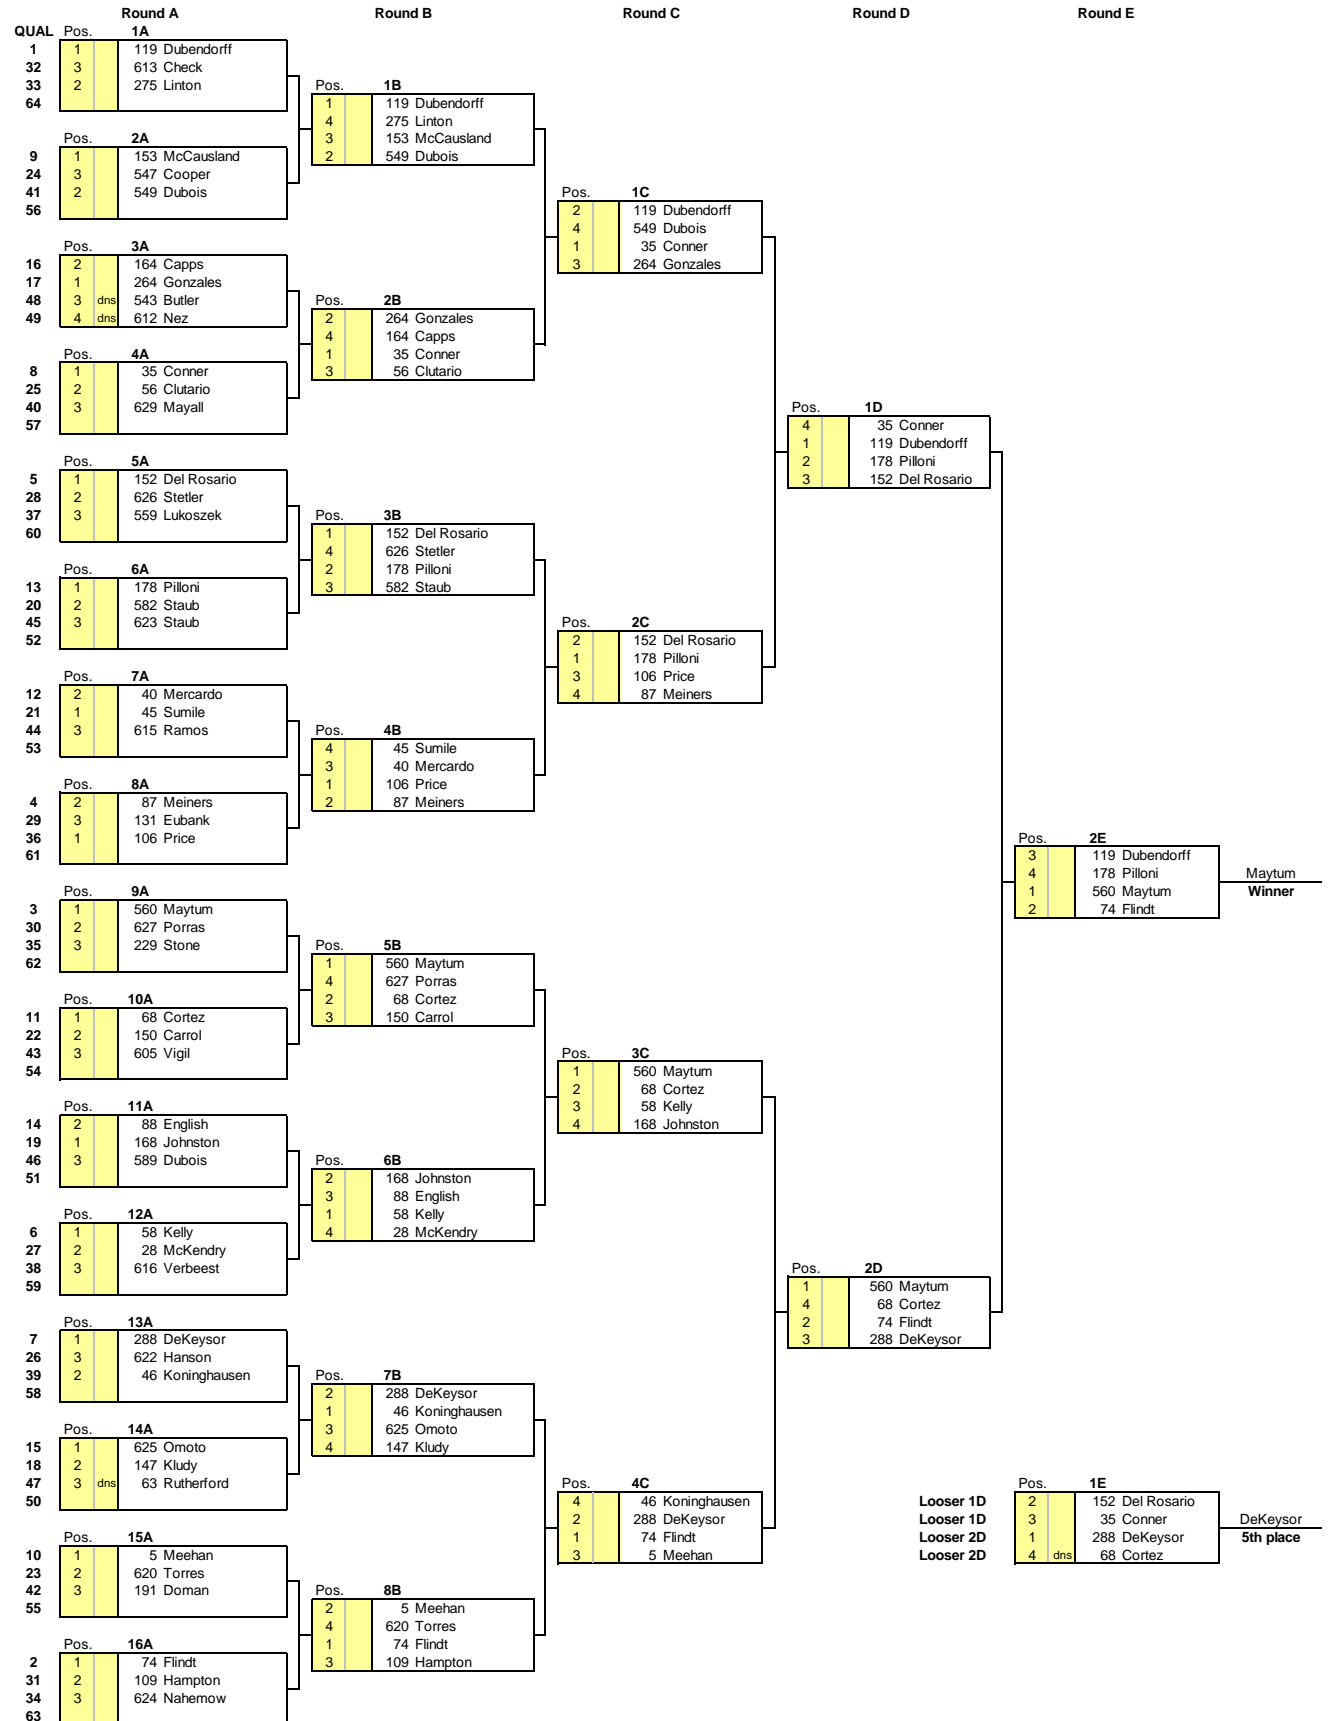 Round A Round B Round C Round D Round E
QUAL Pos. 1A
1 1 119 Dubendorff
32 3 613 Check
33 2 275 Linton
64
Pos. 2A
9 1 153 McCausland
24 3 547 Cooper
41 2 549 Dubois
56
Pos. 3A
16 2 164 Capps
17 1 264 Gonzales
48 3 dns 543 Butler
49 4 dns 612 Nez
Pos. 4A
8 1 35 Conner
25 2 56 Clutario
40 3 629 Mayall
57
Pos. 5A
5 1 152 Del Rosario
28 2 626 Stetler
37 3 559 Lukoszek
60
Pos. 6A
13 1 178 Pilloni
20 2 582 Staub
45 3 623 Staub
52
Pos. 7A
12 2 40 Mercardo
21 1 45 Sumile
44 3 615 Ramos
53
Pos. 8A
4 2 87 Meiners
29 3 131 Eubank
36 1 106 Price
61
Pos. 9A
3 1 560 Maytum
30 2 627 Porras
35 3 229 Stone
62
Pos. 10A
11 1 68 Cortez
22 2 150 Carrol
43 3 605 Vigil
54
Pos. 11A
14 2 88 English
19 1 168 Johnston
46 3 589 Dubois
51
Pos. 12A
6 1 58 Kelly
27 2 28 McKendry
38 3 616 Verbeest
59
Pos. 13A
7 1 288 DeKeysor
26 3 622 Hanson
39 2 46 Koninghausen
58
Pos. 14A
15 1 625 Omoto
18 2 147 Kludy
47 3 dns 63 Rutherford
50
Pos. 15A
10 1 5 Meehan
23 2 620 Torres
42 3 191 Doman
55
Pos. 16A
2 1 74 Flindt
31 2 109 Hampton
34 3 624 Nahemow
63
Pos. 1B
1 119 Dubendorff
4 275 Linton
3 153 McCausland
2 549 Dubois
Pos. 2B
2 264 Gonzales
4 164 Capps
1 35 Conner
3 56 Clutario
Pos. 3B
1 152 Del Rosario
4 626 Stetler
2 178 Pilloni
3 582 Staub
Pos. 4B
4 45 Sumile
3 40 Mercardo
1 106 Price
2 87 Meiners
Pos. 5B
1 560 Maytum
4 627 Porras
2 68 Cortez
3 150 Carrol
Pos. 6B
2 168 Johnston
3 88 English
1 58 Kelly
4 28 McKendry
Pos. 7B
2 288 DeKeysor
1 46 Koninghausen
3 625 Omoto
4 147 Kludy
Pos. 8B
2 5 Meehan
4 620 Torres
1 74 Flindt
3 109 Hampton
Pos. 1C
2 119 Dubendorff
4 549 Dubois
1 35 Conner
3 264 Gonzales
Pos. 2C
2 152 Del Rosario
1 178 Pilloni
3 106 Price
4 87 Meiners
Pos. 3C
1 560 Maytum
2 68 Cortez
3 58 Kelly
4 168 Johnston
Pos. 4C
4 46 Koninghausen
2 288 DeKeysor
1 74 Flindt
3 5 Meehan
Pos. 1D
4 35 Conner
1 119 Dubendorff
2 178 Pilloni
3 152 Del Rosario
Pos. 2D
1 560 Maytum
4 68 Cortez
2 74 Flindt
3 288 DeKeysor
Pos. 2E
3 119 Dubendorff
4 178 Pilloni
1 560 Maytum
2 74 Flindt
Maytum
Winner
Pos. 1E
Looser 1D 2 152 Del Rosario
Looser 1D 3 35 Conner
Looser 2D 1 288 DeKeysor
Looser 2D 4 dns 68 Cortez
DeKeysor
5th place